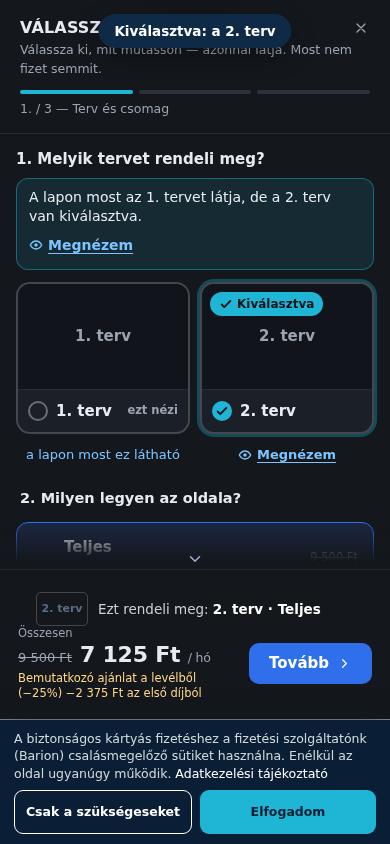 VÁLASSZ
Kiválasztva: a 2. terv
Válassza ki, mit mutasson — azonnal látja. Most nem
fizet semmit.
1. / 3 — Terv és csomag
1. Melyik tervet rendeli meg?
A lapon most az 1. tervet látja, de a 2. terv
van kiválasztva.
Megnézem
1. terv
Kiválasztva
2. terv
1. terv ezt nézi
2. terv
a lapon most ez látható
Megnézem
2. Milyen legyen az oldala?
Teljes
9 500 Ft
2. terv
Ezt rendeli meg: 2. terv · Teljes
Összesen
9 500 Ft 7 125 Ft / hó
Bemutatkozó ajánlat a levélből
(−25%) −2 375 Ft az első díjból
Tovább
A biztonságos kártyás fizetéshez a fizetési szolgáltatónk
(Barion) csalásmegelőző sütiket használna. Enélkül az
oldal ugyanúgy működik. Adatkezelési tájékoztató
Csak a szükségeseket
Elfogadom